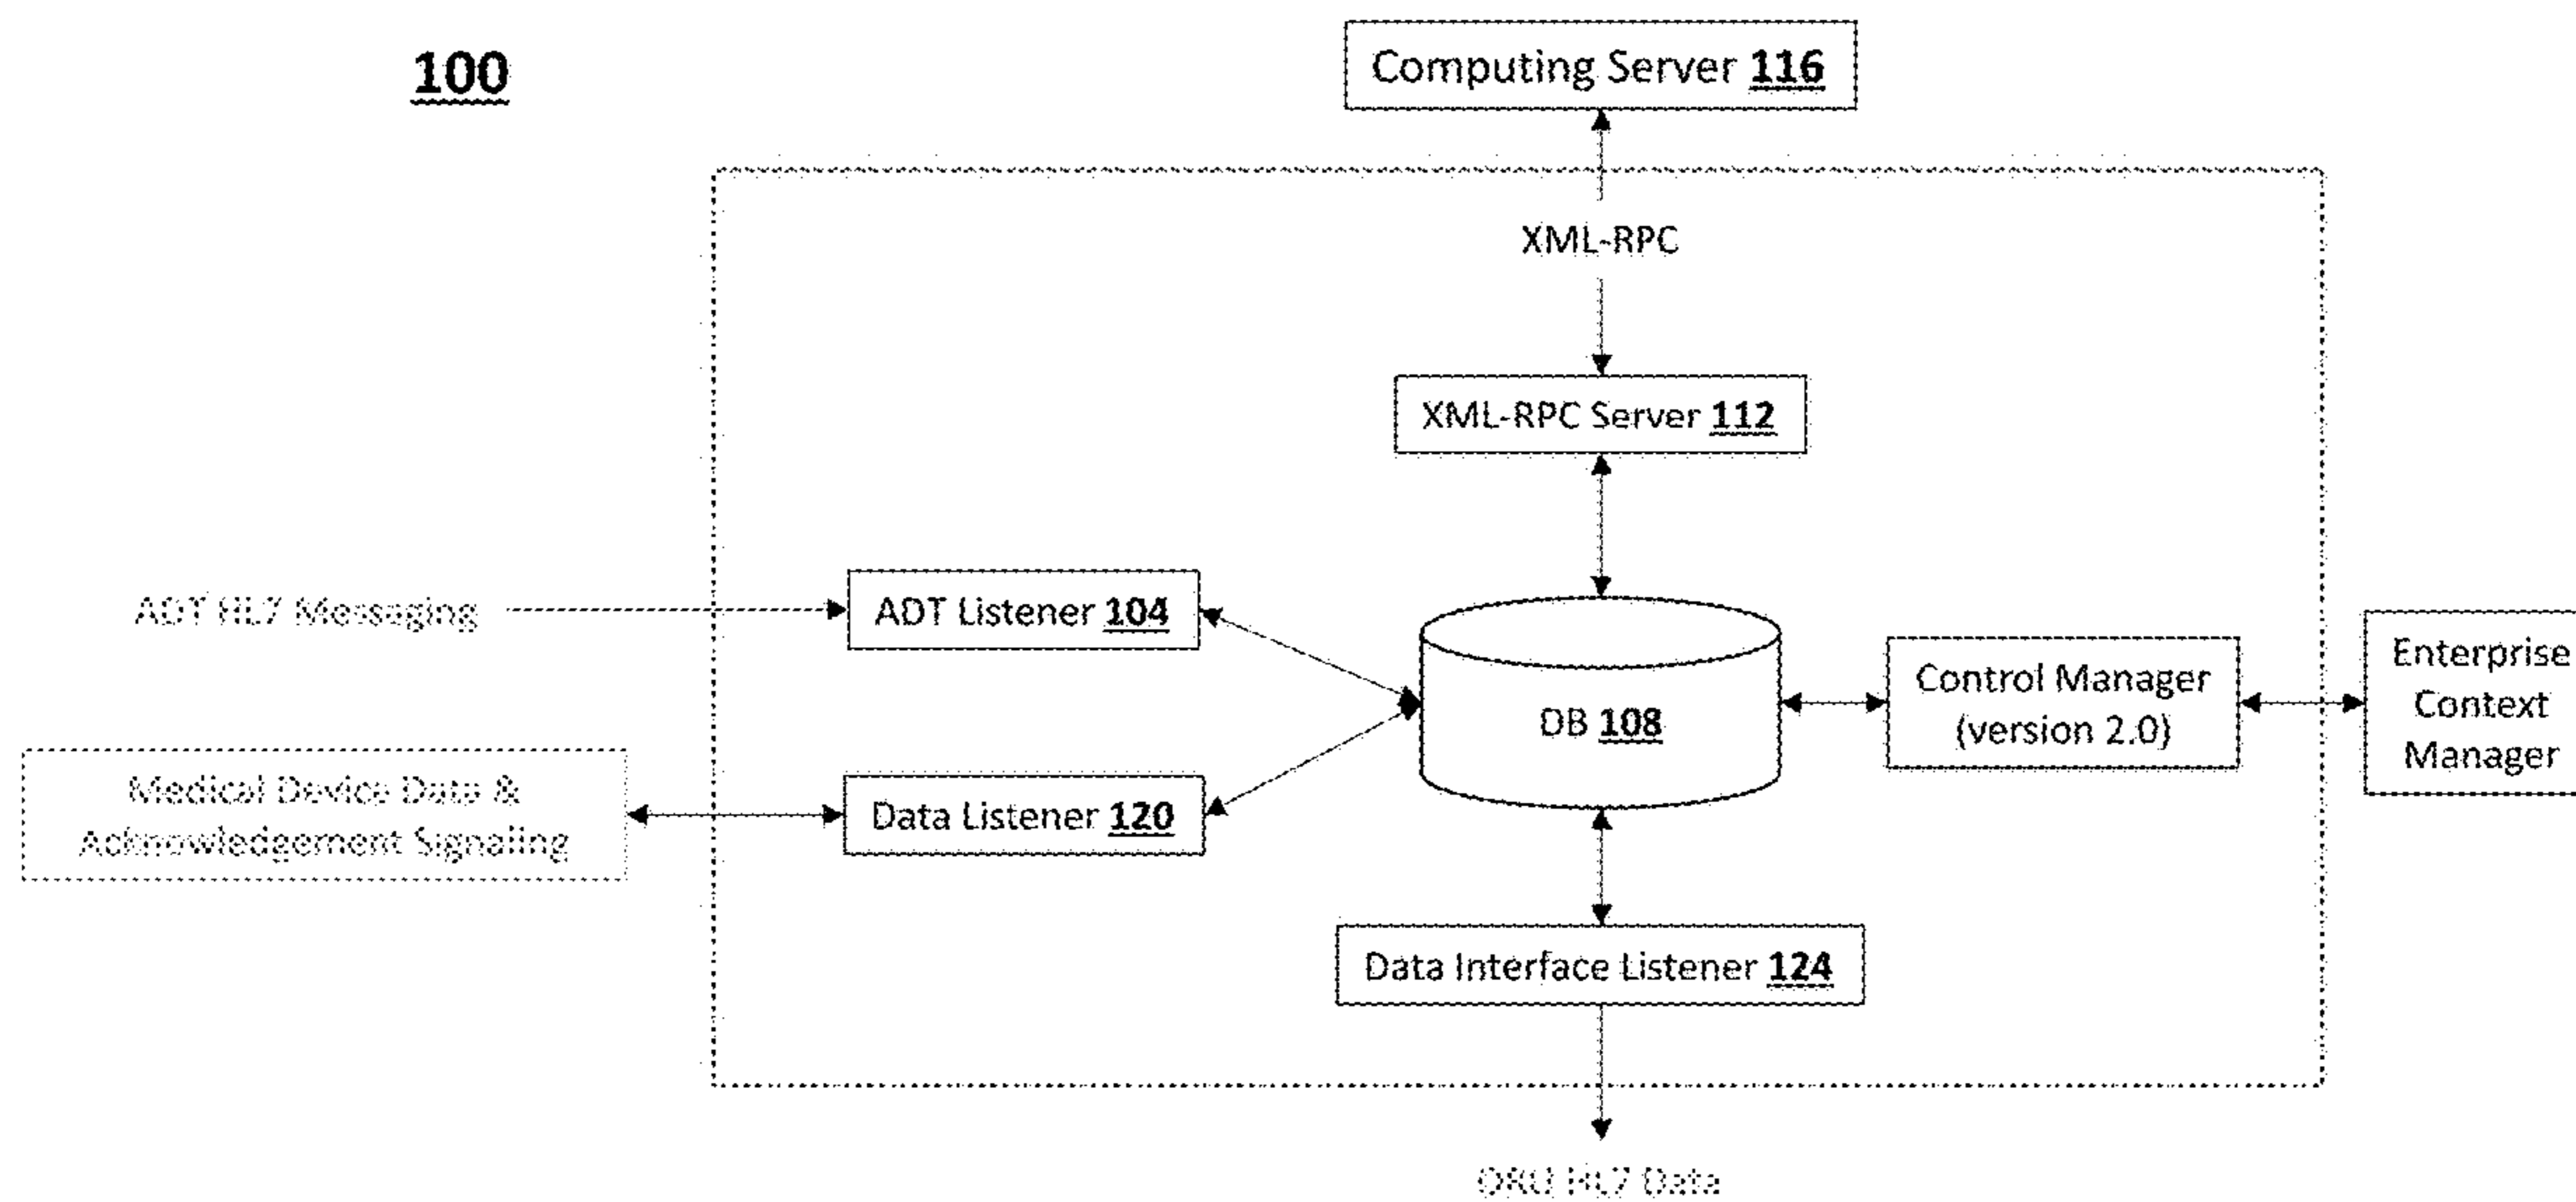 100
Computing Server 116
XML-RPC
XML-RPC Server 112
ADT HL7 Messaging
ADT Listener 104
DB 108
Control Manager
(version 2.0)
Enterprise
Context
Manager
Medical Device Data &
Acknowledgement Signaling
Data Listener 120
Data Interface Listener 124
ORU HL7 Data